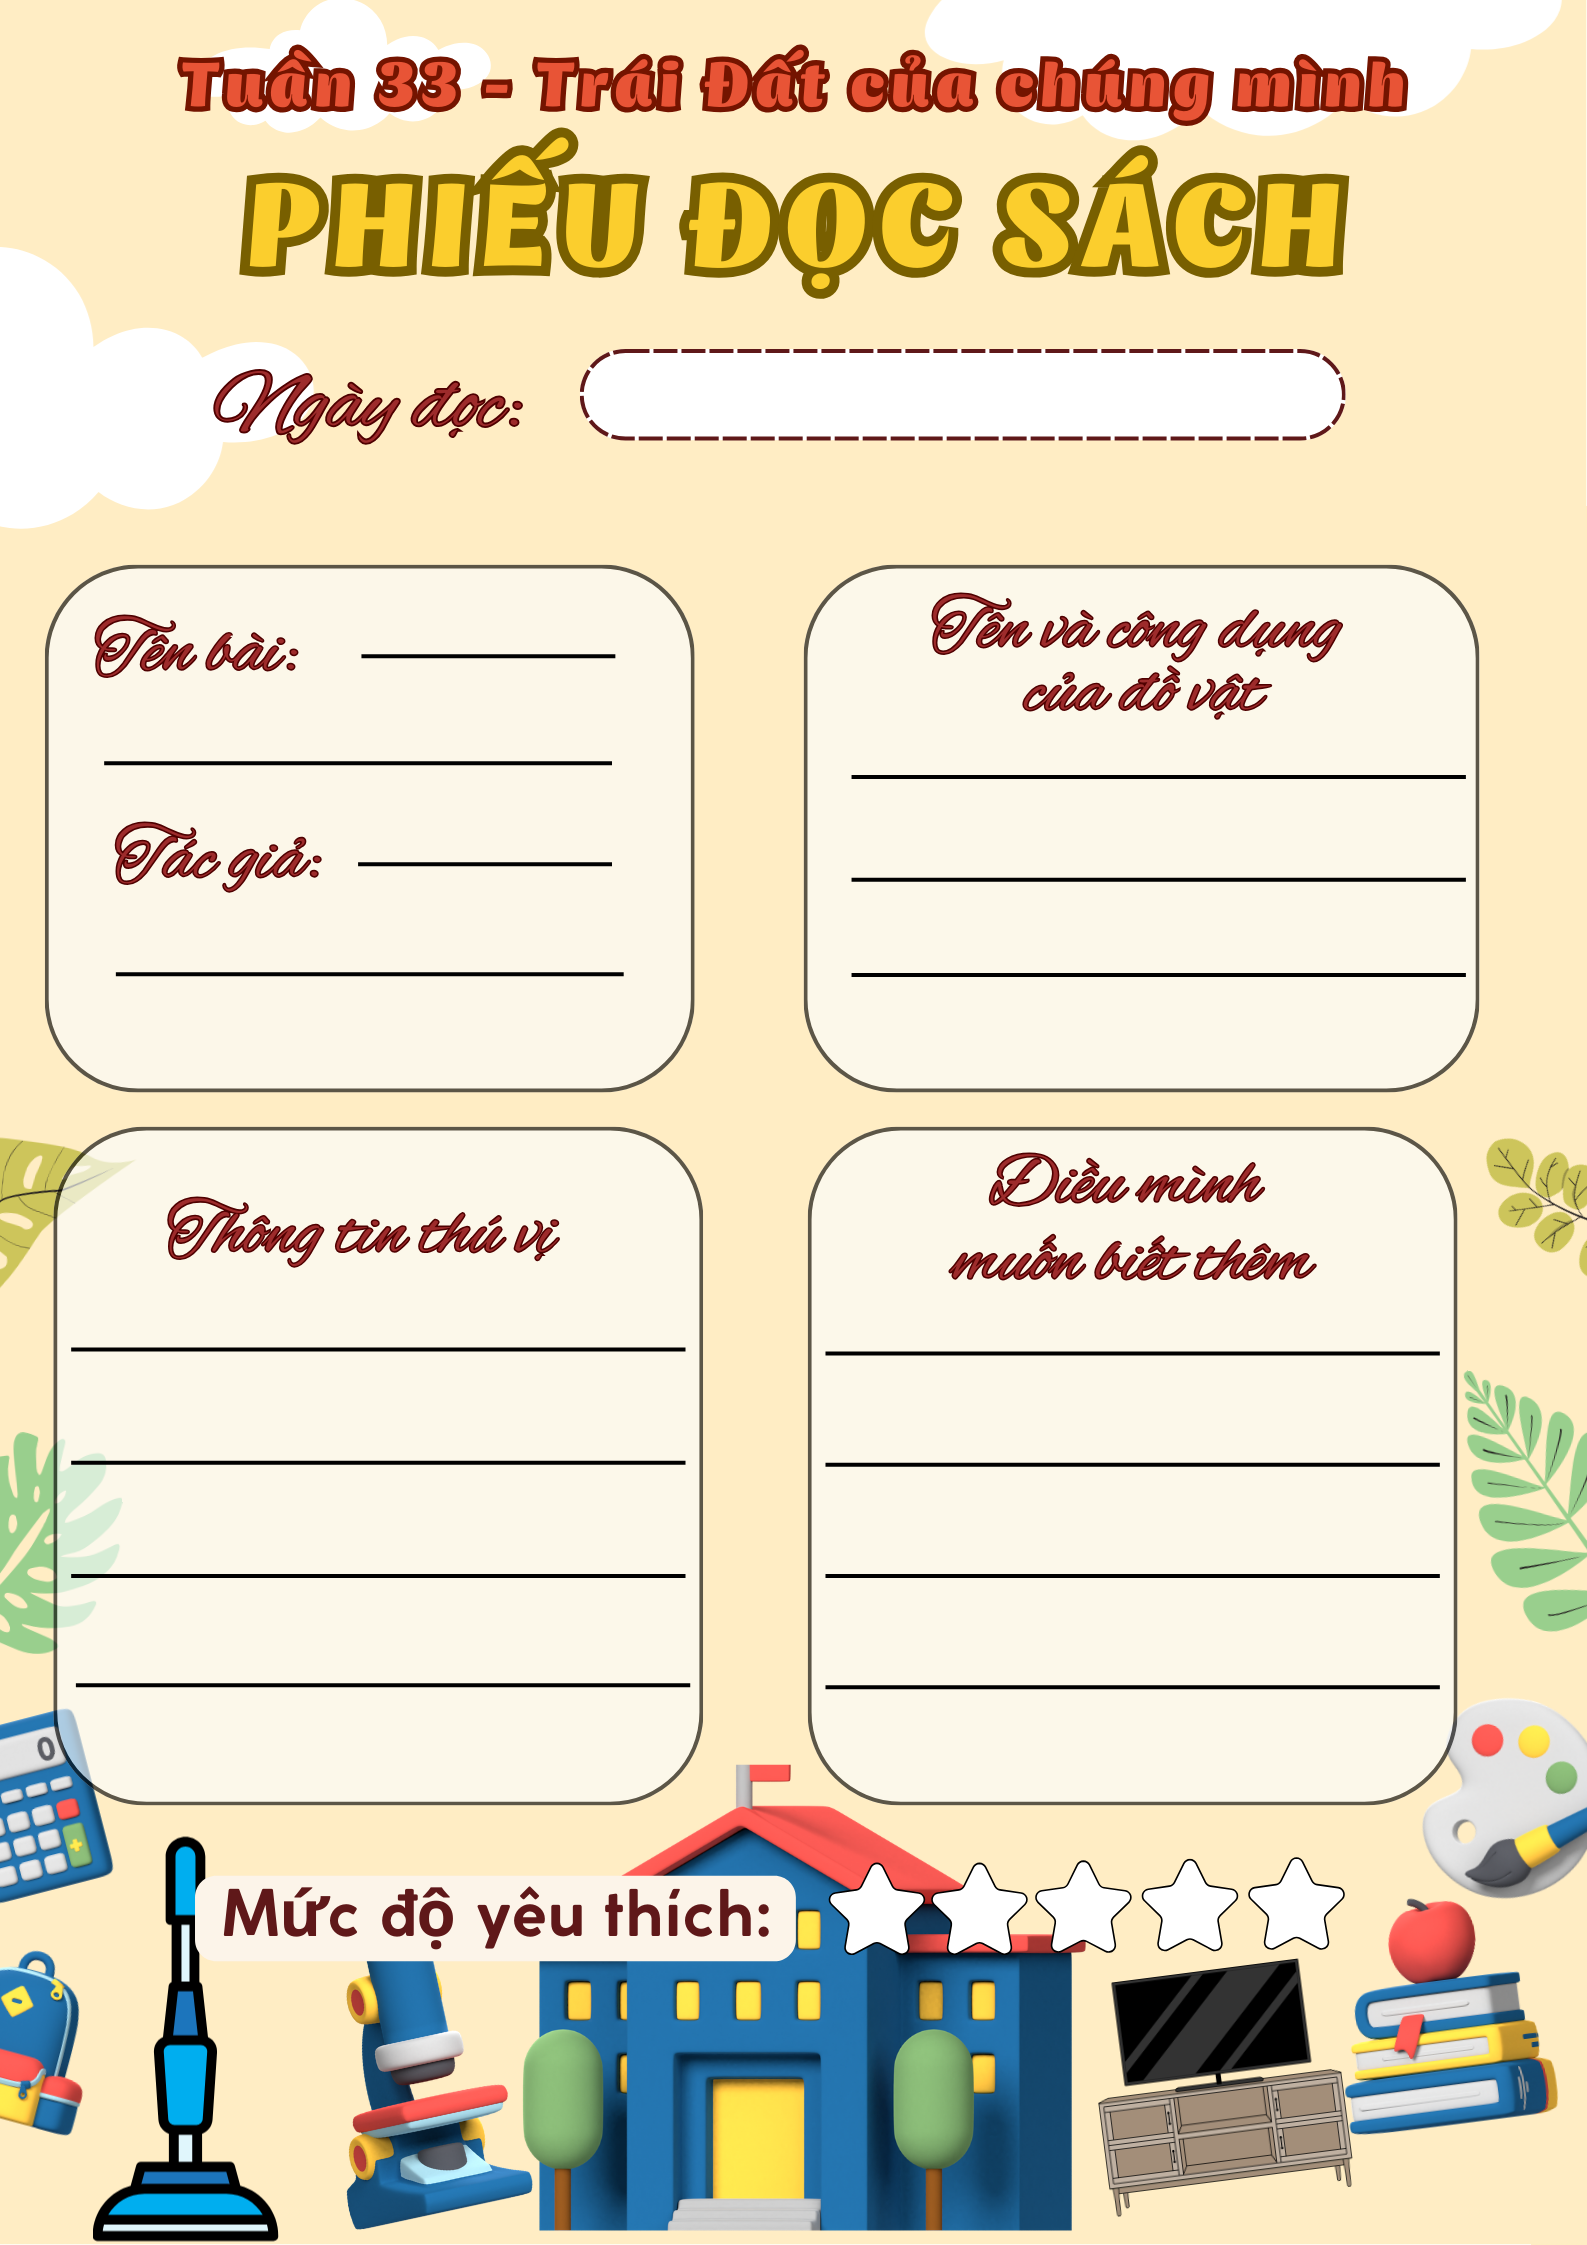 Tuần 33 - Trái Đất của chúng mình
PHIẾU ĐỌC SÁCH
Ngày đọc:
Tên bài:
Tác giả:
Tên và công dụng
của đồ vật
Thông tin thú vị
Điều mình
muốn biết thêm
0
Mức độ yêu thích: